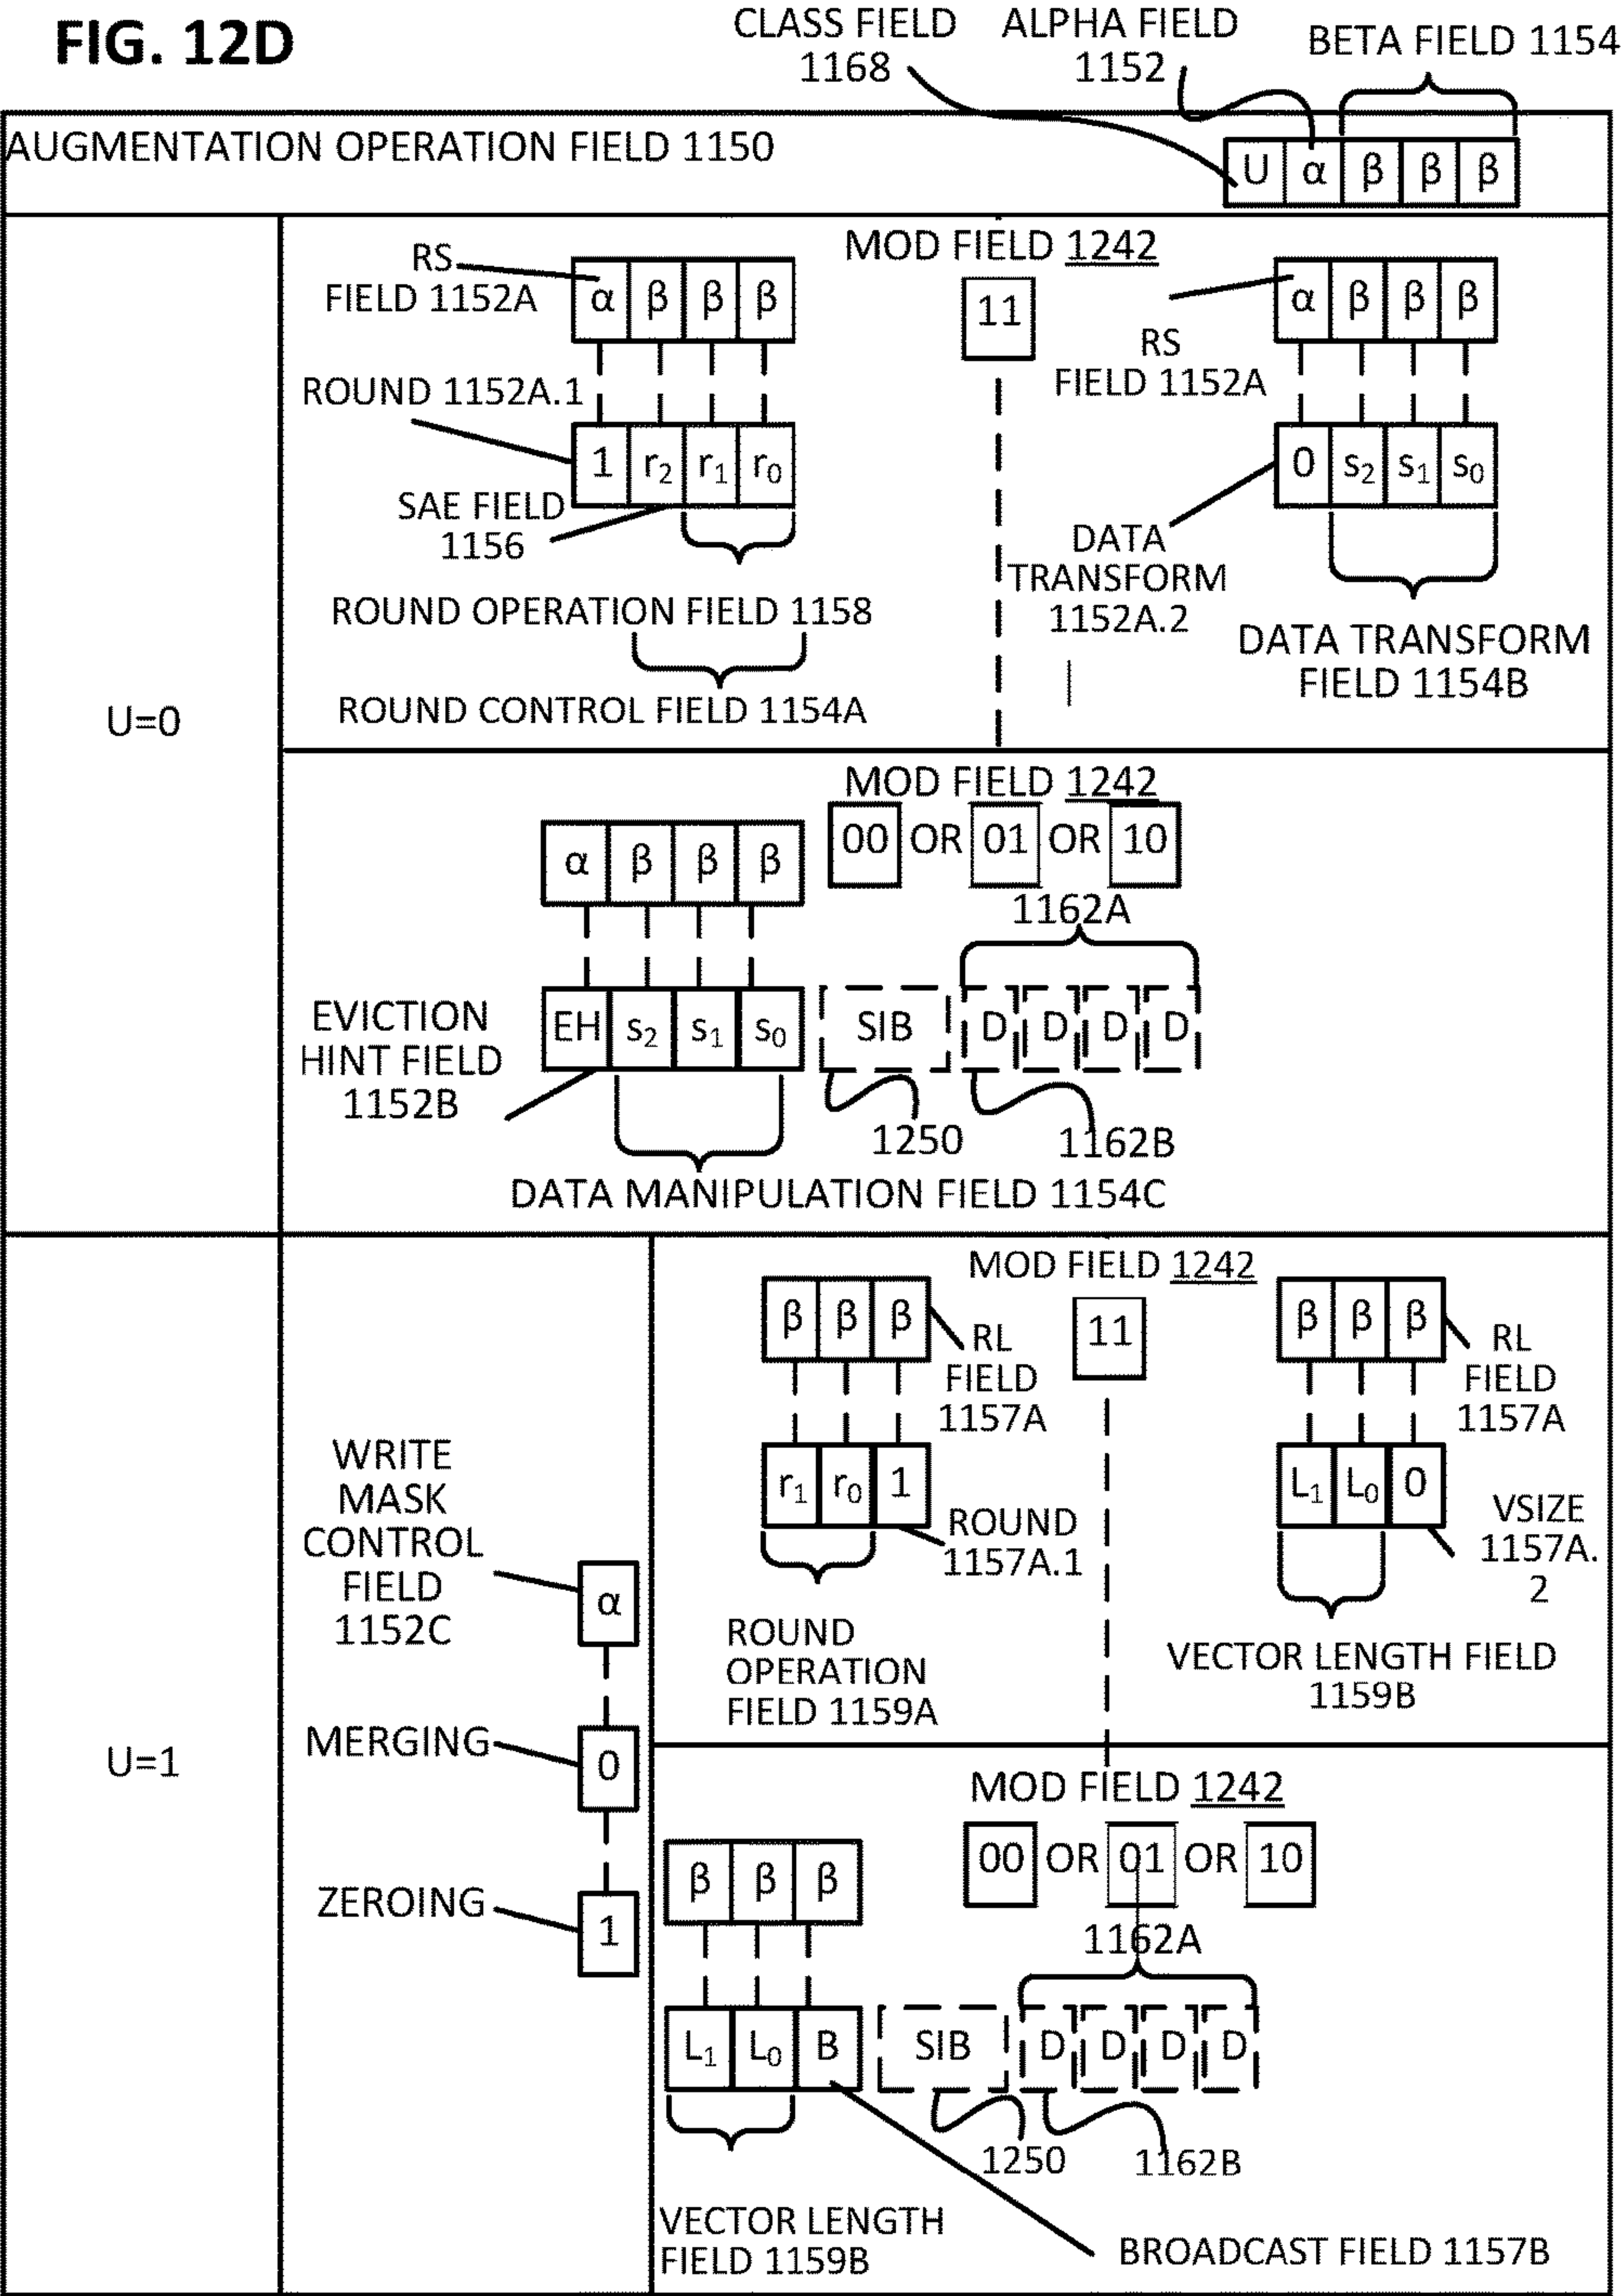 FIG. 12D
CLASS FIELD
1168
ALPHA FIELD
1152
BETA FIELD 1154
AUGMENTATION OPERATION FIELD 1150
U α β β β
U=0
MOD FIELD 1242
11
RS
FIELD 1152A
α β β β
ROUND 1152A.1
1 r2 r1 r0
SAE FIELD
1156
ROUND OPERATION FIELD 1158
ROUND CONTROL FIELD 1154A
α β β β
RS
FIELD 1152A
0 s2 s1 s0
DATA
TRANSFORM
1152A.2
DATA TRANSFORM
FIELD 1154B
MOD FIELD 1242
00 OR 01 OR 10
α β β β
1162A
EVICTION
HINT FIELD
1152B
EH s2 s1 s0 SIB D D D D
1250
1162B
DATA MANIPULATION FIELD 1154C
U=1
WRITE
MASK
CONTROL
FIELD
1152C
α
MERGING
0
ZEROING
1
MOD FIELD 1242
11
β β β
RL
FIELD
1157A
r1 r0 1
ROUND
1157A.1
ROUND
OPERATION
FIELD 1159A
β β β
RL
FIELD
1157A
L1 L0 0
VSIZE
1157A.
2
VECTOR LENGTH FIELD
1159B
MOD FIELD 1242
00 OR 01 OR 10
β β β
1162A
L1 L0 B SIB D D D D
1250
1162B
VECTOR LENGTH
FIELD 1159B
BROADCAST FIELD 1157B